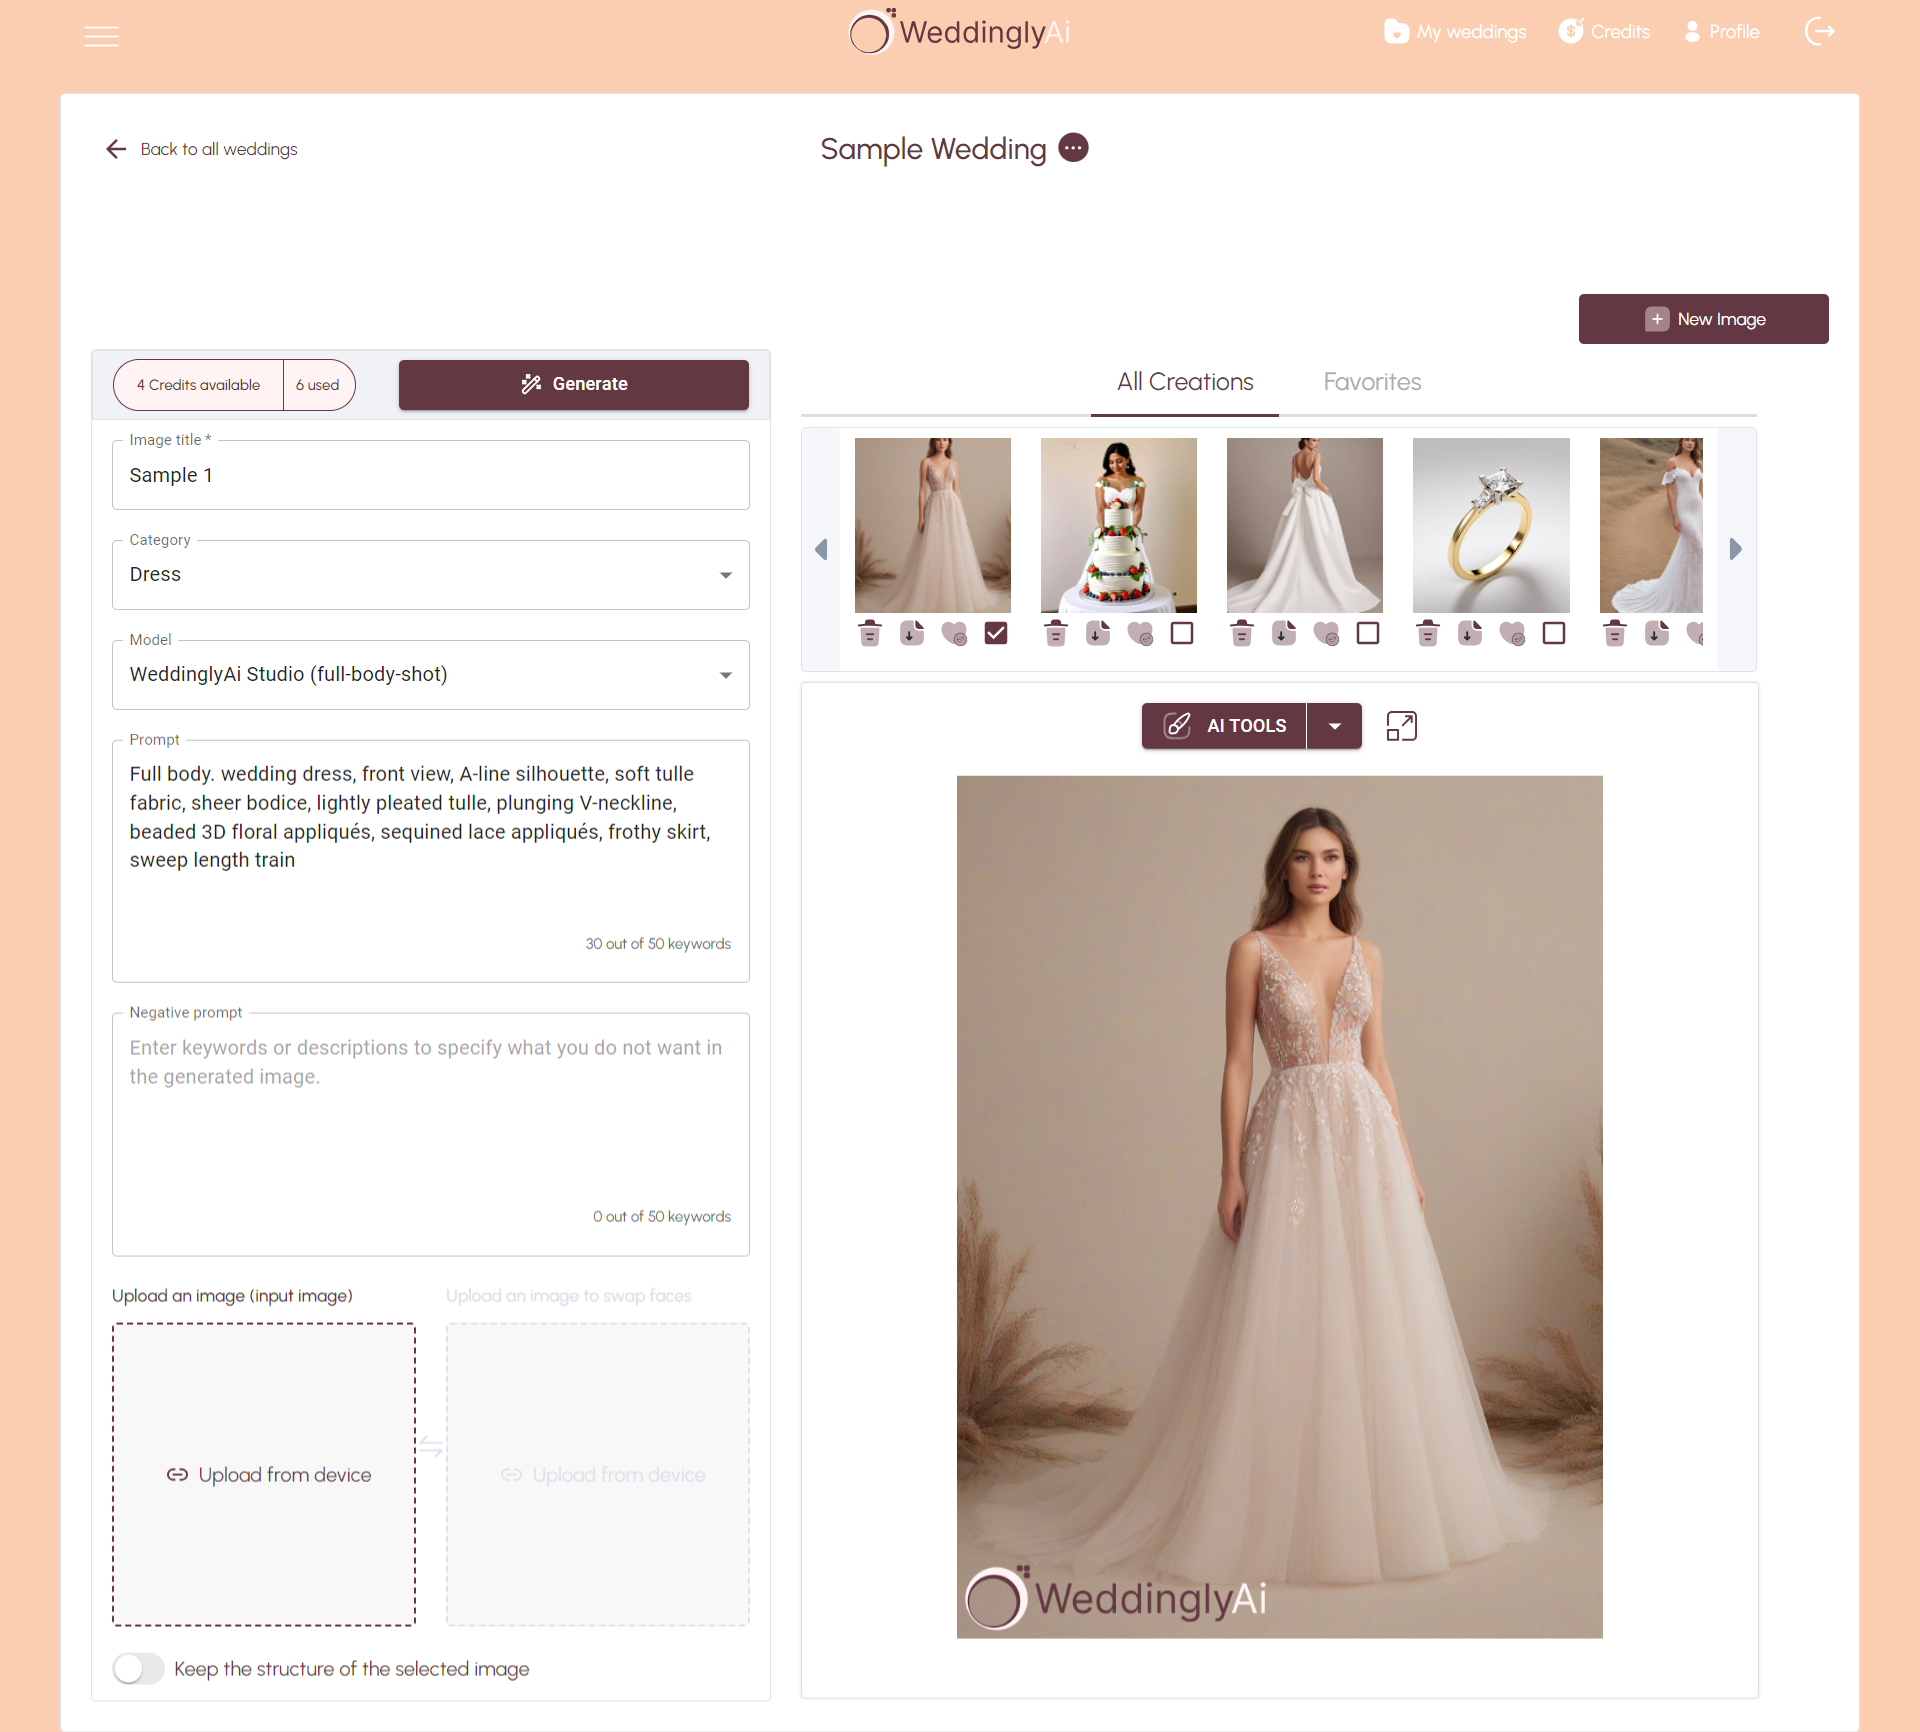 WeddinglyAi
My weddings
Credits
Profile
Back to all weddings
Sample Wedding
New Image
4 Credits available
6 used
Generate
Image title *
Sample 1
Category
Dress
Model
WeddinglyAi Studio (full-body-shot)
Prompt
Full body. wedding dress, front view, A-line silhouette, soft tulle
fabric, sheer bodice, lightly pleated tulle, plunging V-neckline,
beaded 3D floral appliqués, sequined lace appliqués, frothy skirt,
sweep length train
30 out of 50 keywords
Negative prompt
Enter keywords or descriptions to specify what you do not want in
the generated image.
0 out of 50 keywords
Upload an image (input image)
Upload an image to swap faces
Upload from device
Upload from device
Keep the structure of the selected image
All Creations
Favorites
AI TOOLS
WeddinglyAi